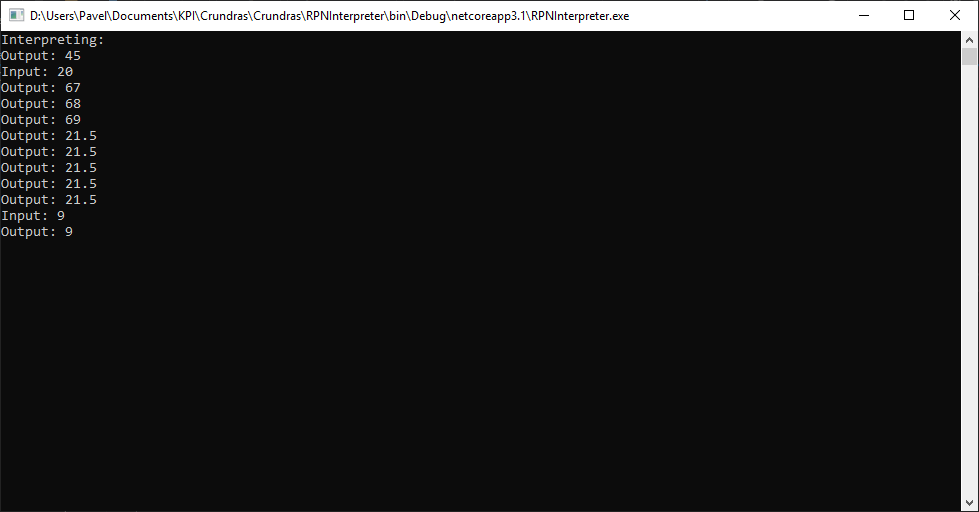 D:\Users\Pavel\Documents\KPI\Crundras\Crundras\RPNInterpreter\bin\Debug\netcoreapp3.1\RPNInterpreter.exe
Interpreting:
Output: 45
Input: 20
Output: 67
Output: 68
Output: 69
Output: 21.5
Output: 21.5
Output: 21.5
Output: 21.5
Output: 21.5
Input: 9
Output: 9